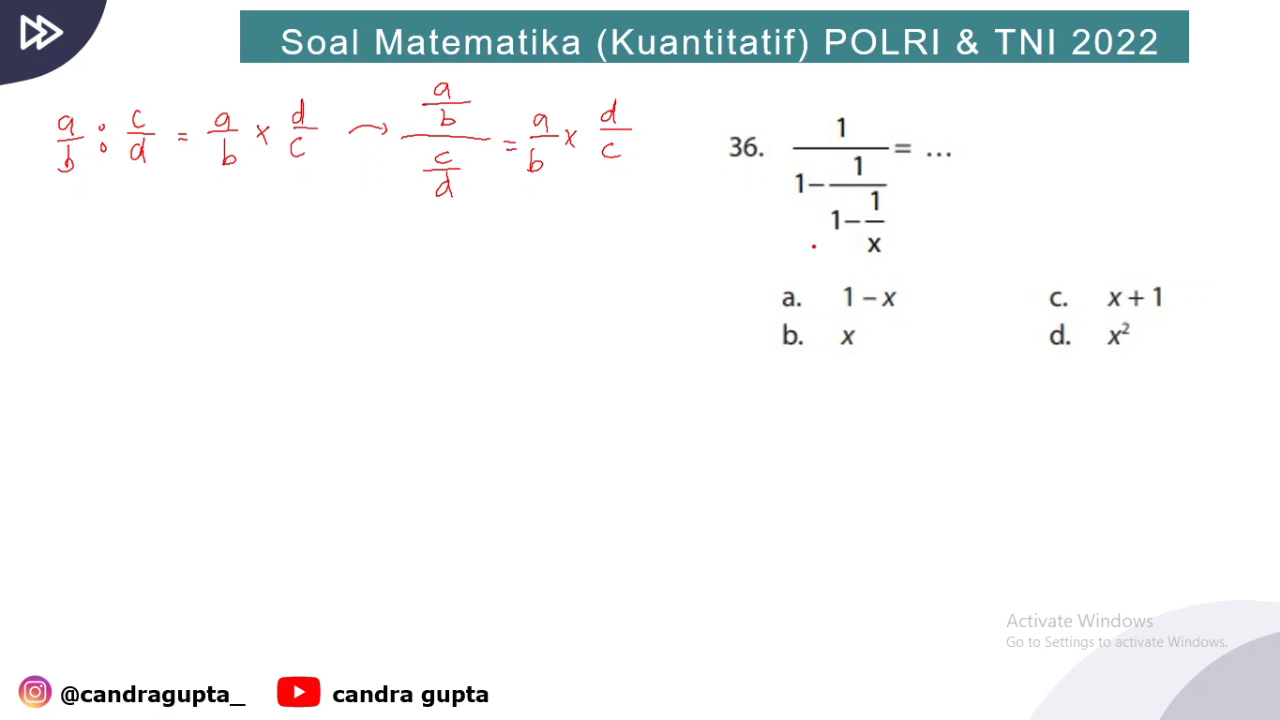 Soal Matematika (Kuantitatif) POLRI & TNI 2022
a/b : c/d = a/b x d/c → (a/b)/(c/d) = a/b x d/c
36. 1/(1–1/(1–1/x)) = ...
a. 1 – x
c. x + 1
b. x
d. x²
Activate Windows
Go to Settings to activate Windows.
@candragupta_
candra gupta